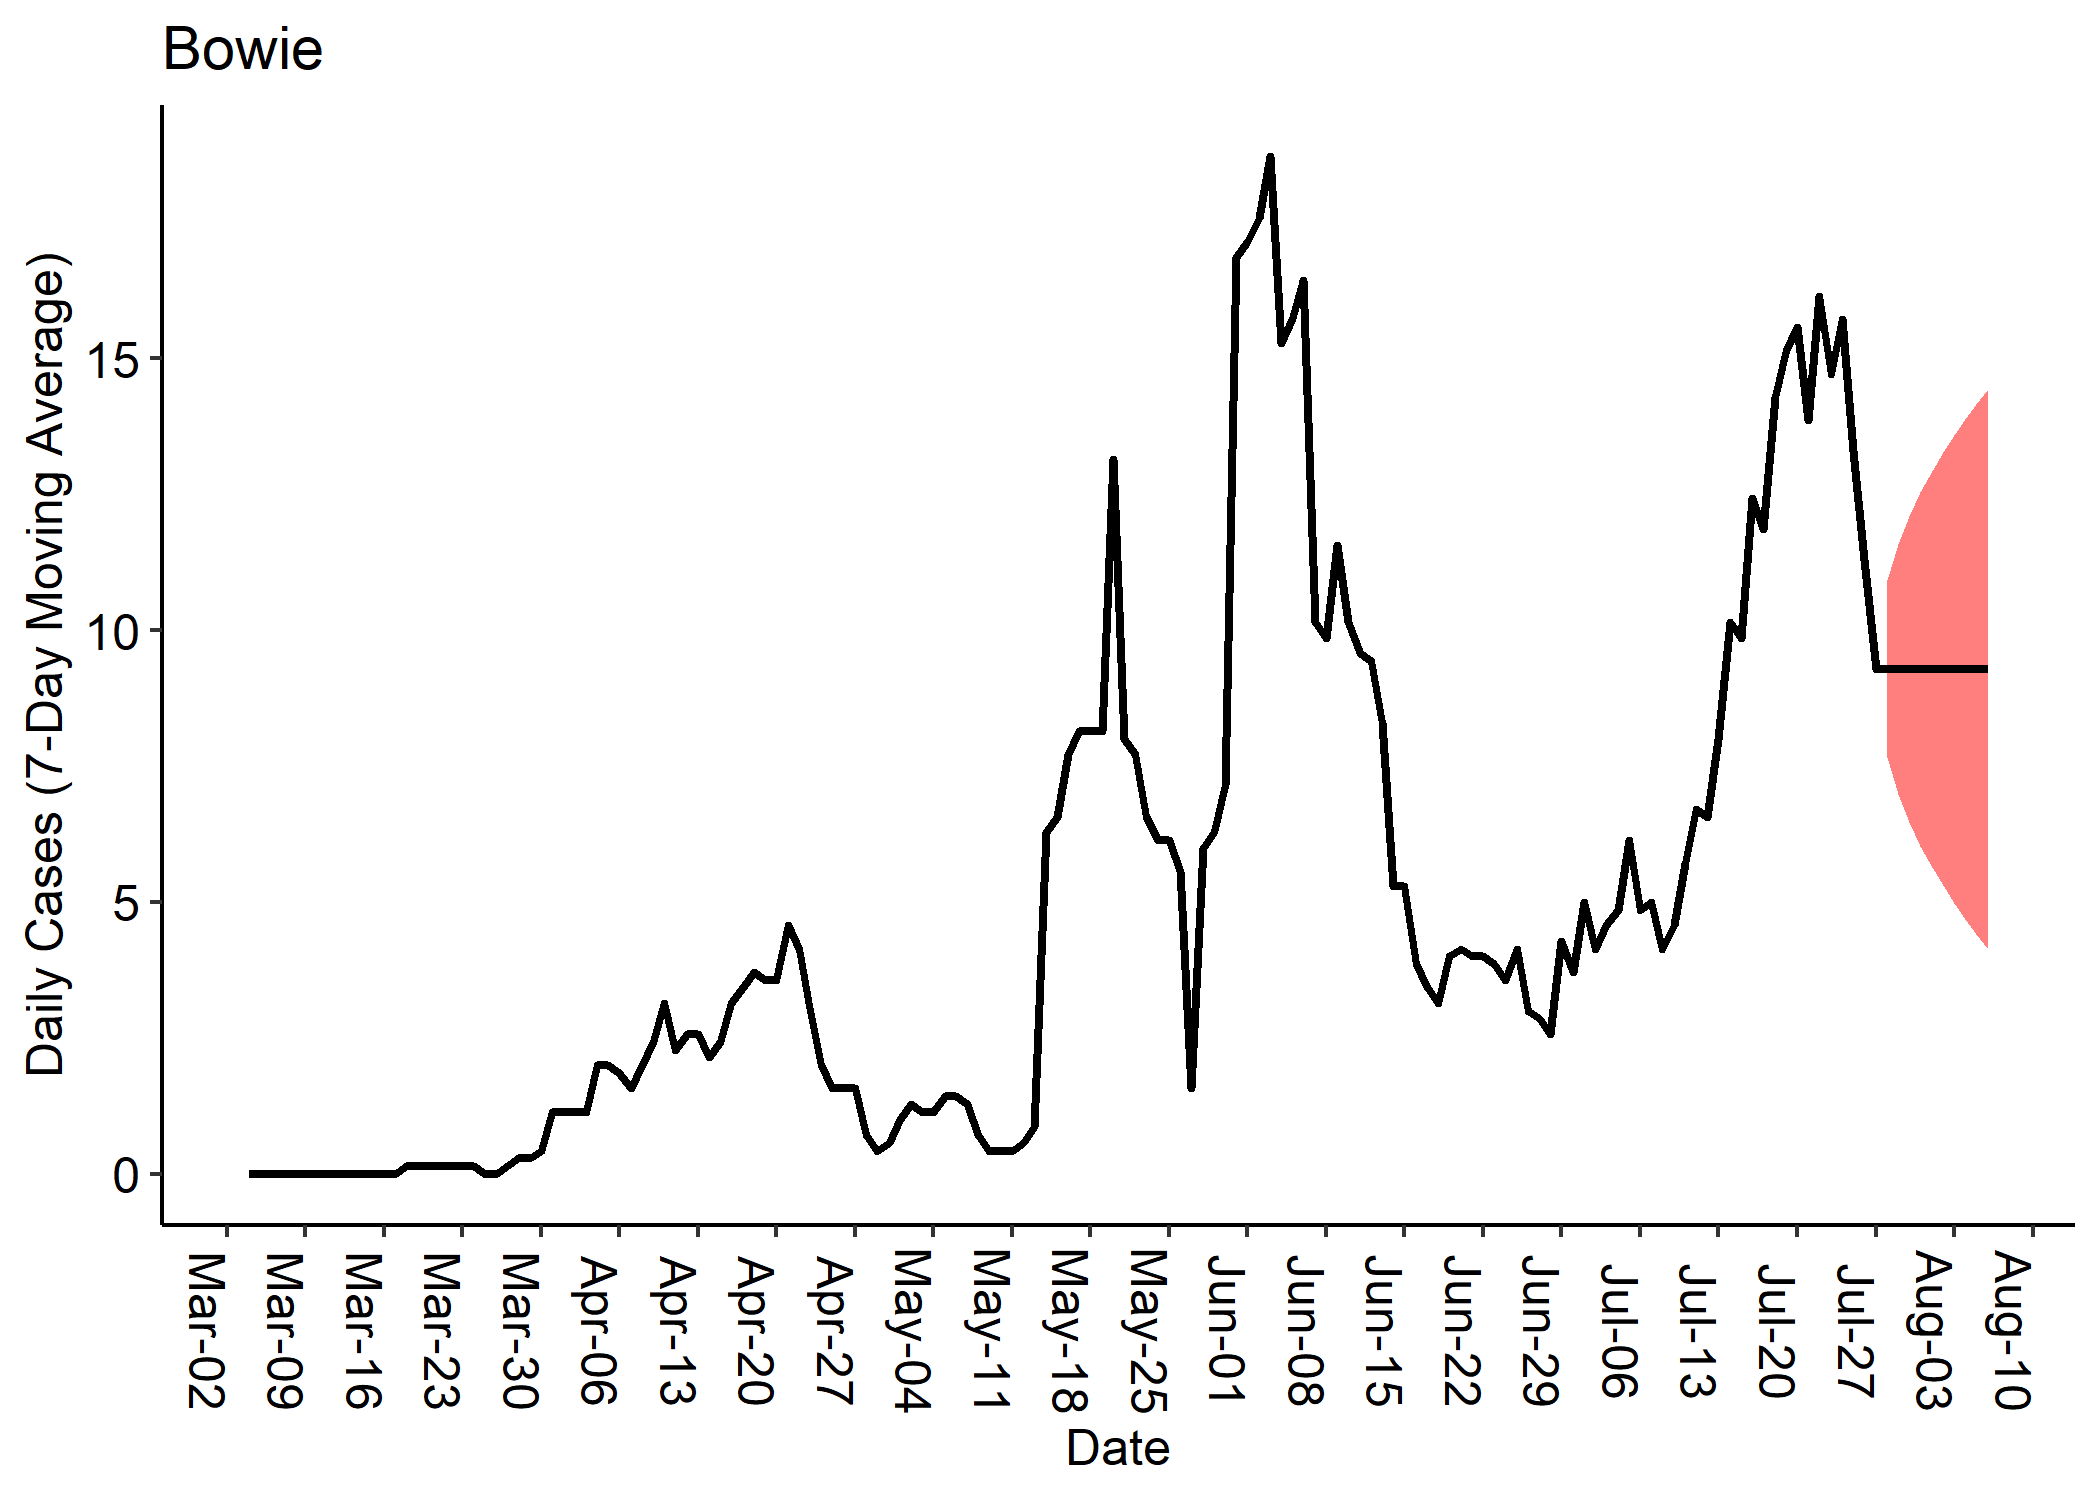 Bowie
Daily Cases (7-Day Moving Average)
15
10
5
0
Mar-02
Mar-09
Mar-16
Mar-23
Mar-30
Apr-06
Apr-13
Apr-20
Apr-27
May-04
May-11
May-18
May-25
Jun-01
Jun-08
Jun-15
Jun-22
Jun-29
Jul-06
Jul-13
Jul-20
Jul-27
Aug-03
Aug-10
Date